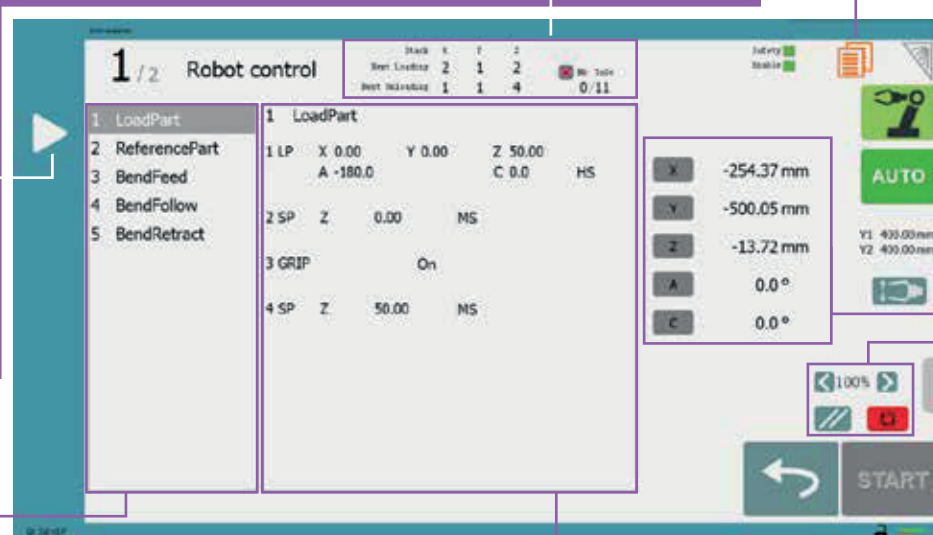 1/2 Robot control
Stack X Y Z
Next Loading 2 1 2
Next Unloading 1 1 4
0/11
Safety
Enable
1 LoadPart
2 ReferencePart
3 BendFeed
4 BendFollow
5 BendRetract
1 LoadPart
1 LP X 0.00 Y 0.00 Z 50.00
A -180.0 C 0.0 HS
2 SP Z 0.00 MS
3 GRIP On
4 SP Z 50.00 MS
X -254.37 mm
Y -500.05 mm
Z -13.72 mm
A 0.0 °
C 0.0 °
AUTO
Y1 400.00 mm
Y2 400.00 mm
100%
START